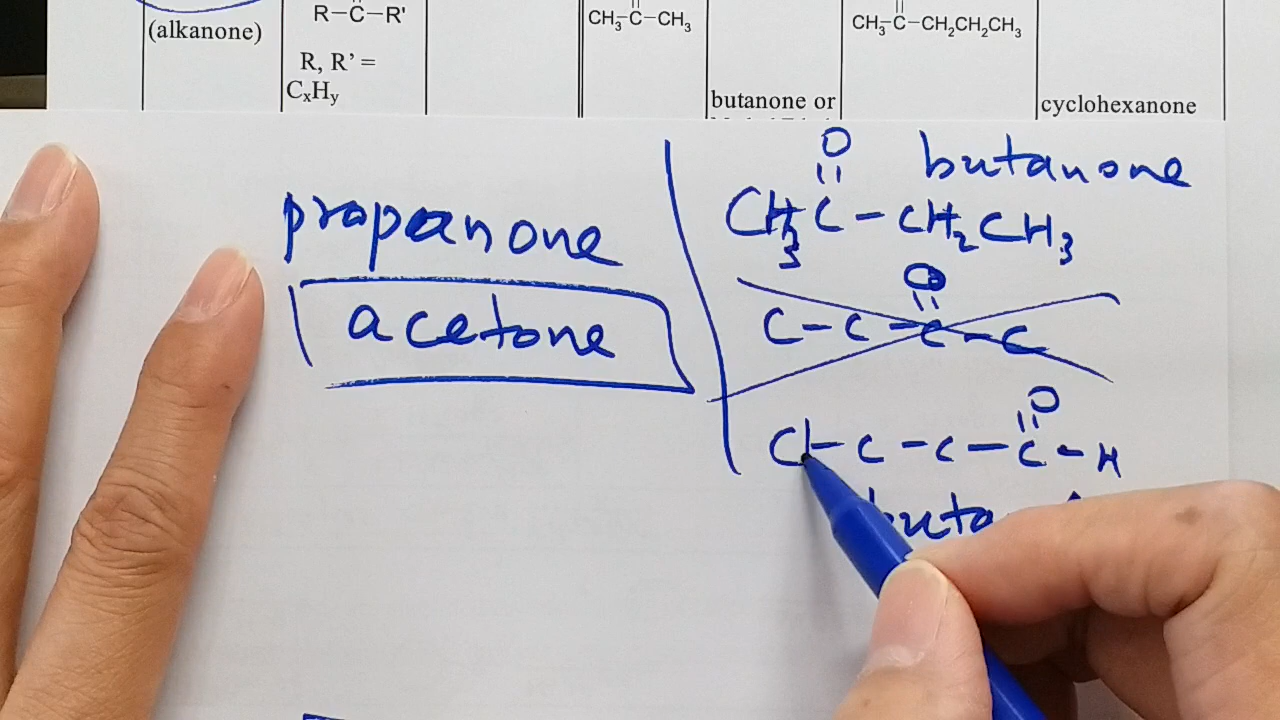 (alkanone)
R–C–R'
R, R' =
CxHy
CH3–C–CH3
butanone or
CH3–C–CH2CH2CH3
cyclohexanone
propanone
acetone
O butanone
CH3C–CH2CH3
O
C–C–C–C
O
C–C–C–C–H